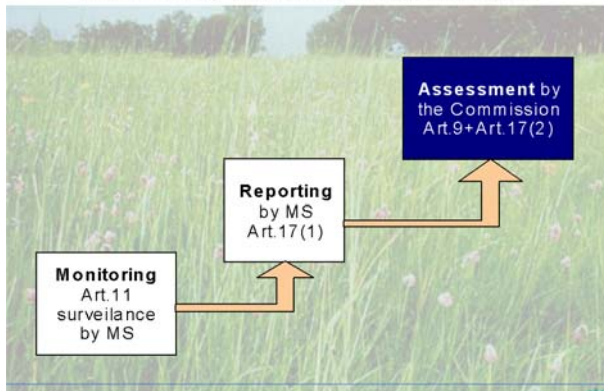 Assessment by
the Commission
Art.9+Art.17(2)
Reporting
by MS
Art.17(1)
Monitoring
Art.11
surveilance
by MS